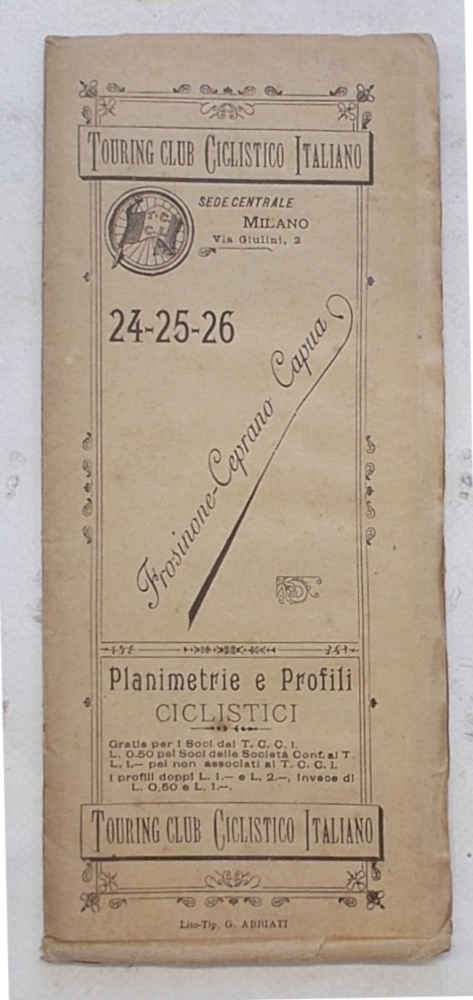 TOURING CLUB CICLISTICO ITALIANO
T. C.
C. I.
SEDE CENTRALE
MILANO
Via Giulini, 2
24-25-26
Frosinone-Ceprano Capua
Planimetrie e Profili
CICLISTICI
Gratis per i Soci del T. C. C. I.
L. 0.50 pei Soci delle Società Conf. al T.
L. 1.— pei non associati al T. C. C. I.
I profili doppi L. 1.— e L. 2.—, invece di
L. 0,50 e L. 1.—.
TOURING CLUB CICLISTICO ITALIANO
Lito-Tip. G. ABBIATI